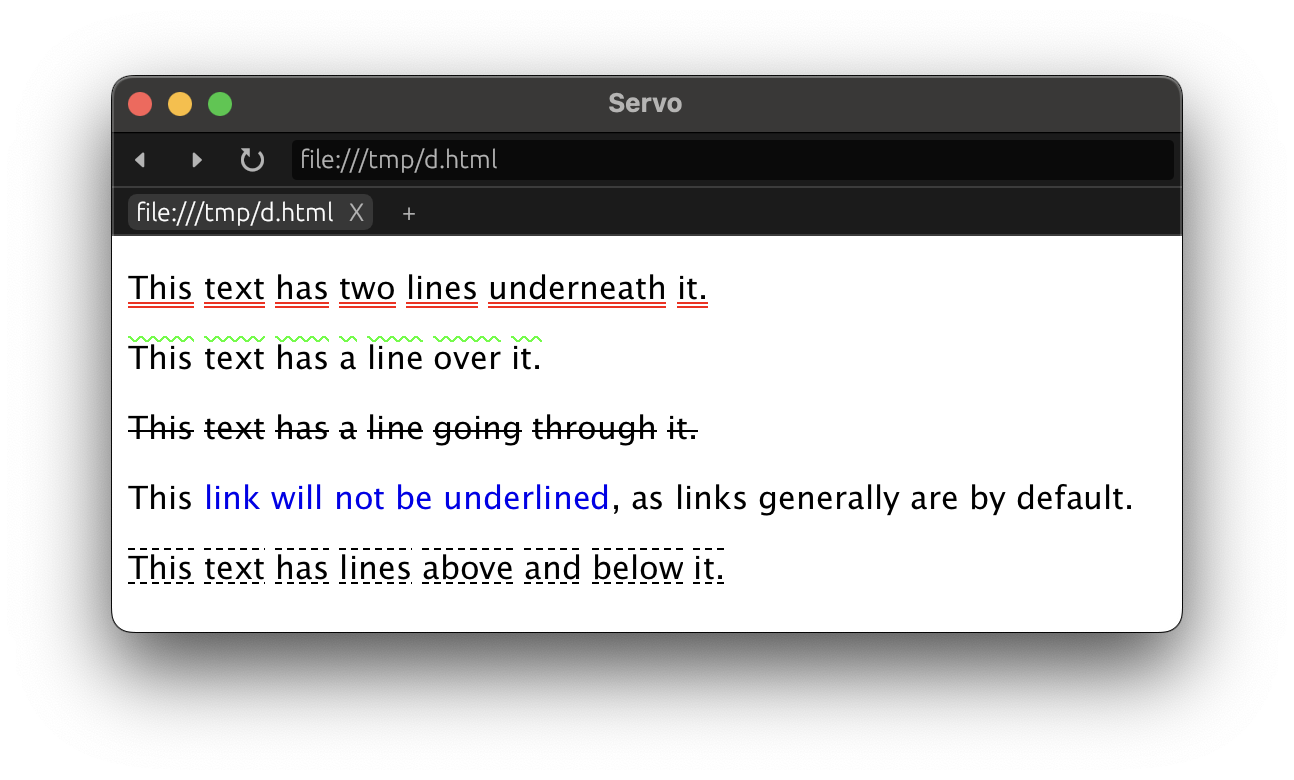 Servo
file:///tmp/d.html
file:///tmp/d.html X +
This text has two lines underneath it.
This text has a line over it.
This text has a line going through it.
This link will not be underlined, as links generally are by default.
This text has lines above and below it.